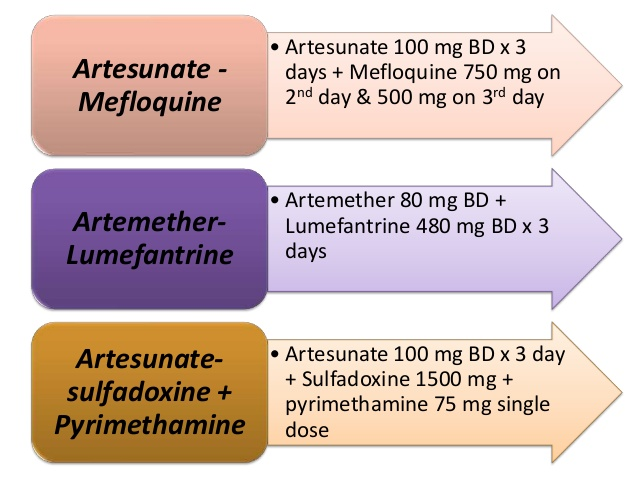 Artesunate -
Mefloquine
• Artesunate 100 mg BD x 3
days + Mefloquine 750 mg on
2nd day & 500 mg on 3rd day
Artemether-
Lumefantrine
• Artemether 80 mg BD +
Lumefantrine 480 mg BD x 3
days
Artesunate-
sulfadoxine +
Pyrimethamine
• Artesunate 100 mg BD x 3 day
+ Sulfadoxine 1500 mg +
pyrimethamine 75 mg single
dose